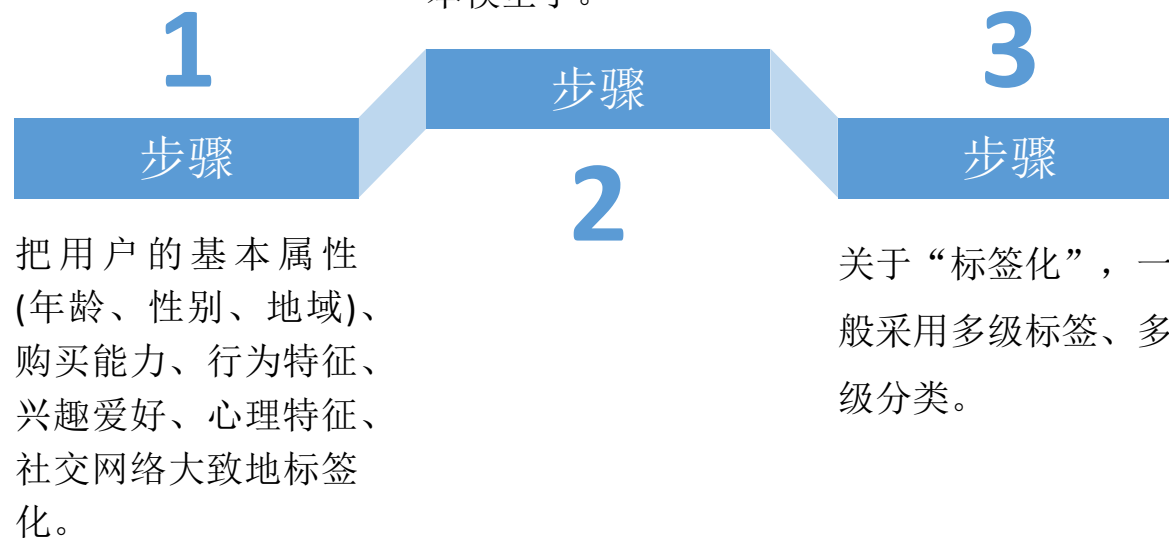 1
步骤
把用户的基本属性
(年龄、性别、地域)、
购买能力、行为特征、
兴趣爱好、心理特征、
社交网络大致地标签
化。
步骤
2
3
步骤
关于“标签化”，一
般采用多级标签、多
级分类。